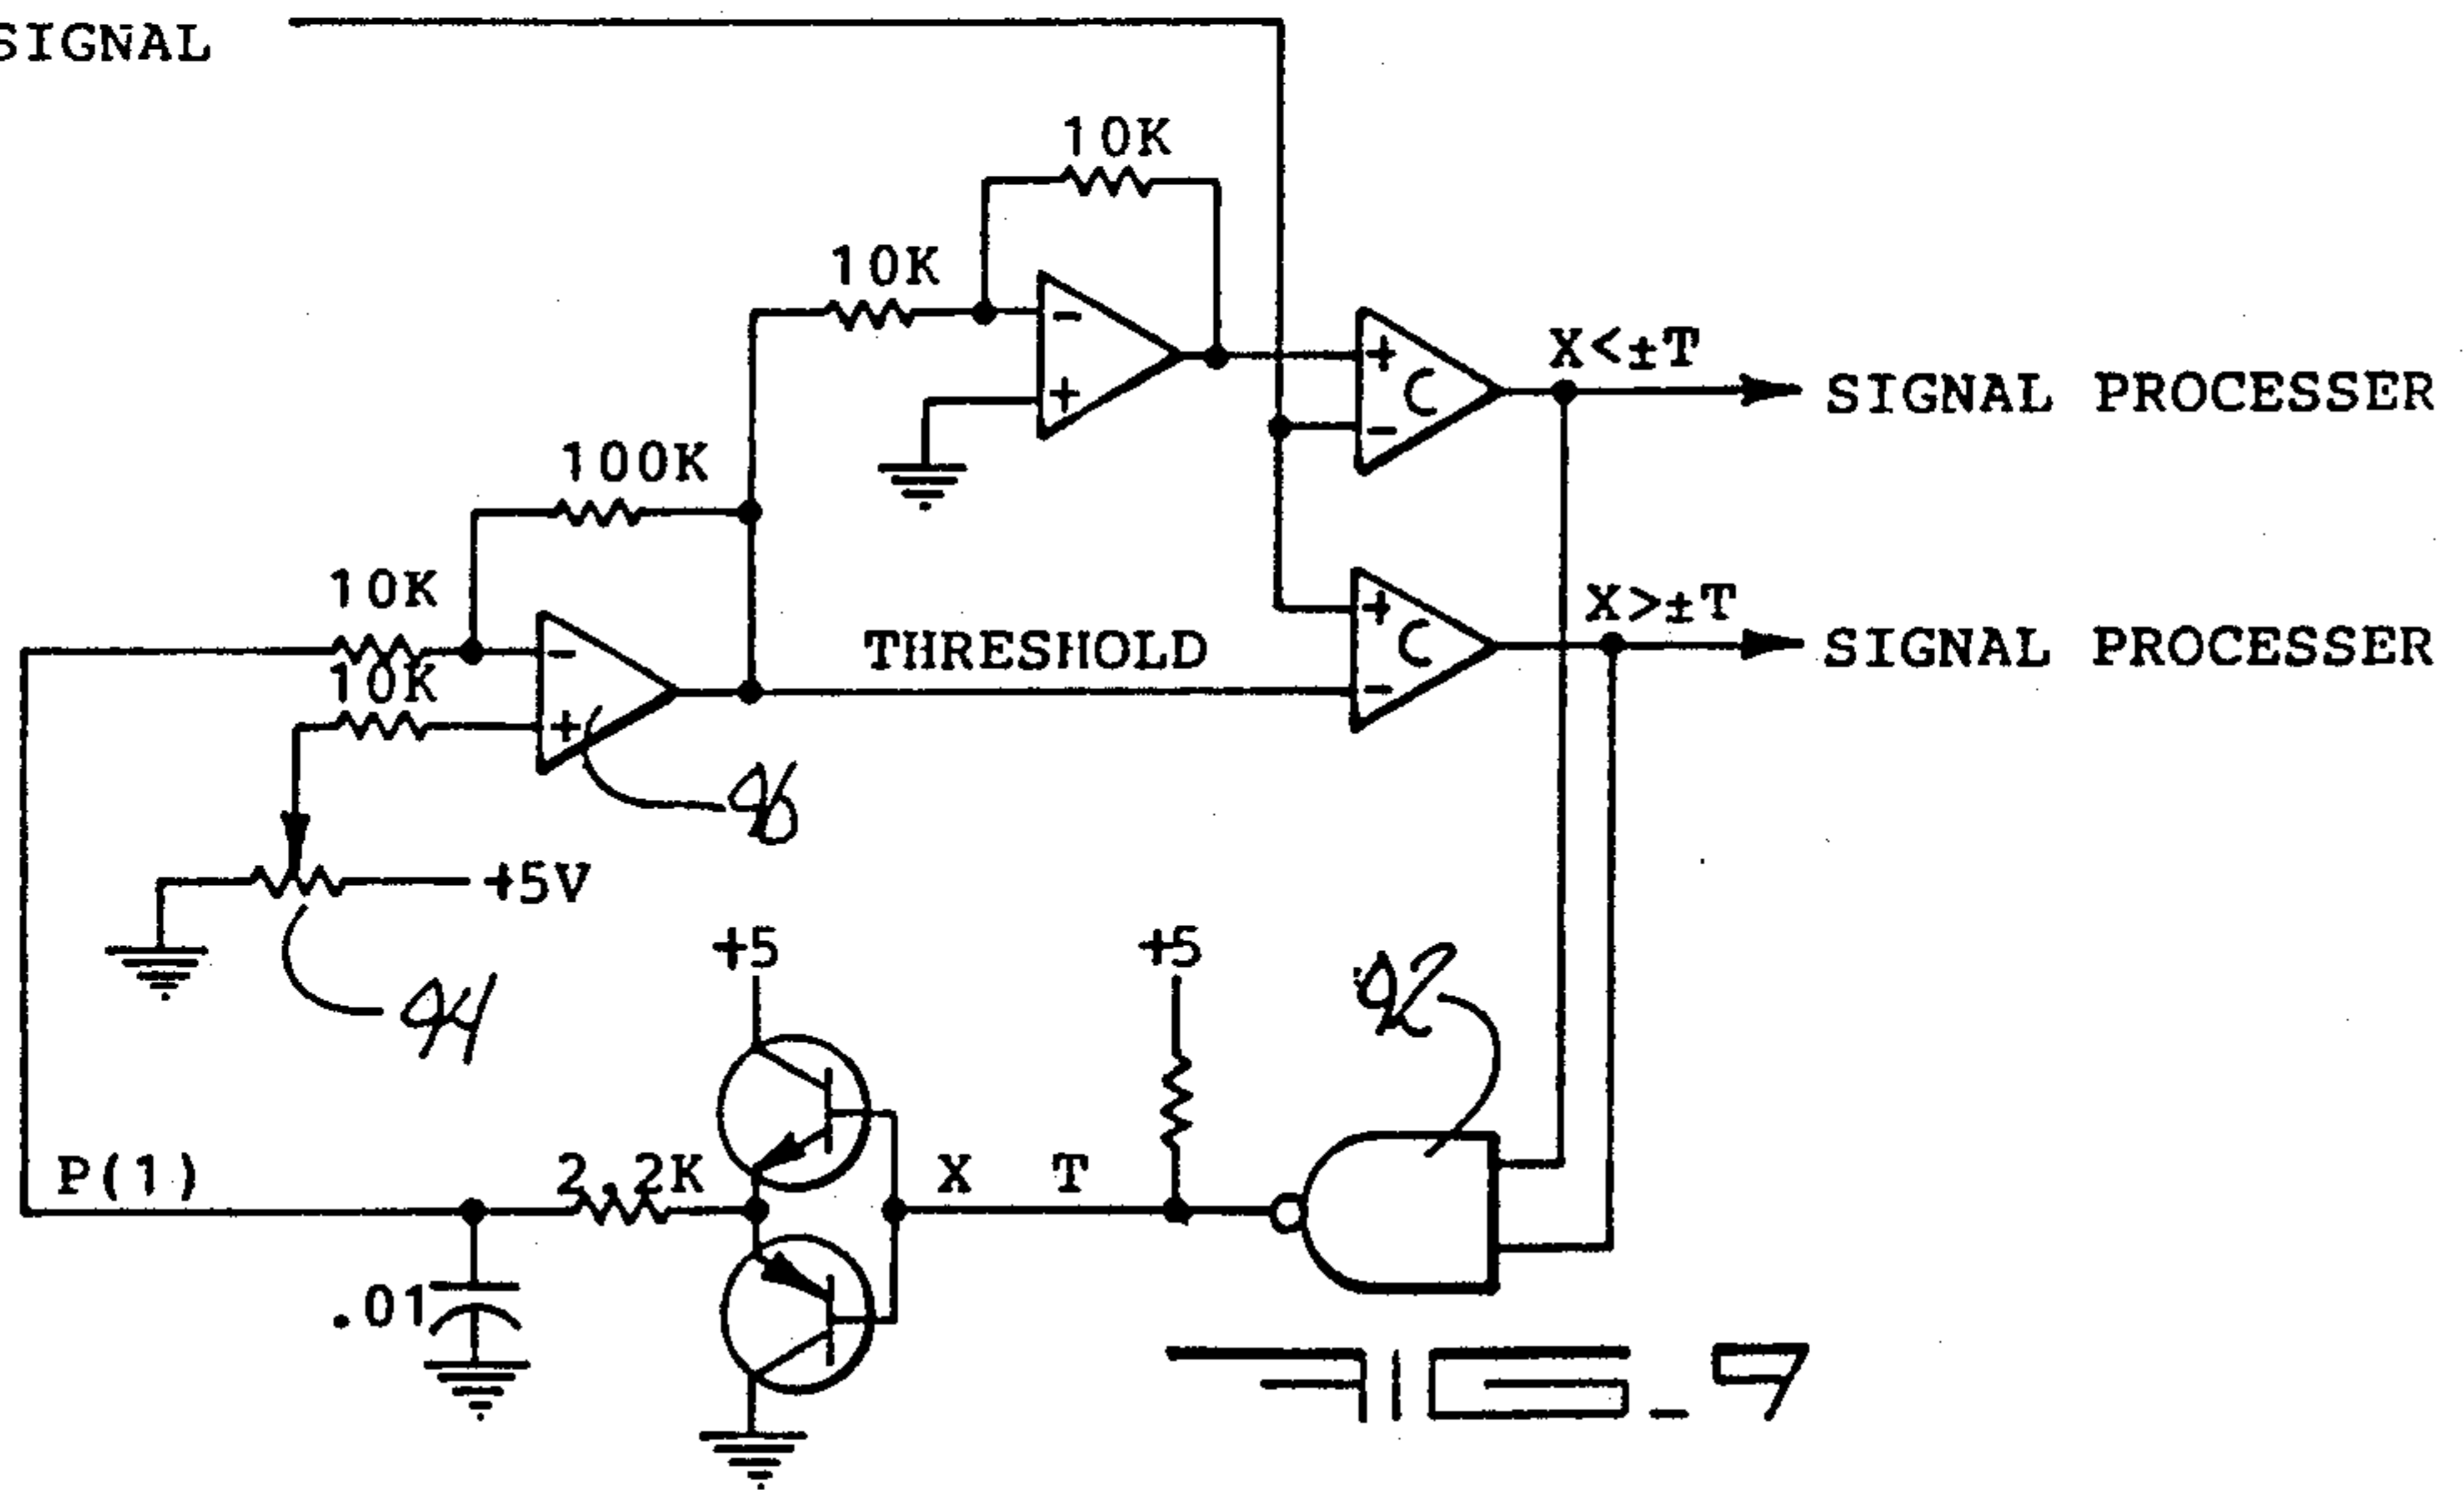 SIGNAL
10K
10K
X<±T
SIGNAL PROCESSER
100K
10K
X>±T
THRESHOLD
SIGNAL PROCESSER
10K
96
+5V
94
+5
+5
92
P(1)
2.2K
X T
.01
FIG_7